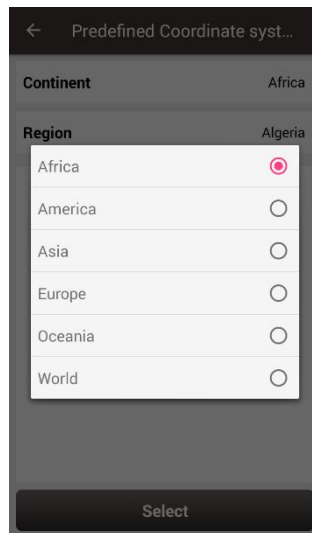 Predefined Coordinate syst...
Continent Africa
Region Algeria
Africa
America
Asia
Europe
Oceania
World
Select